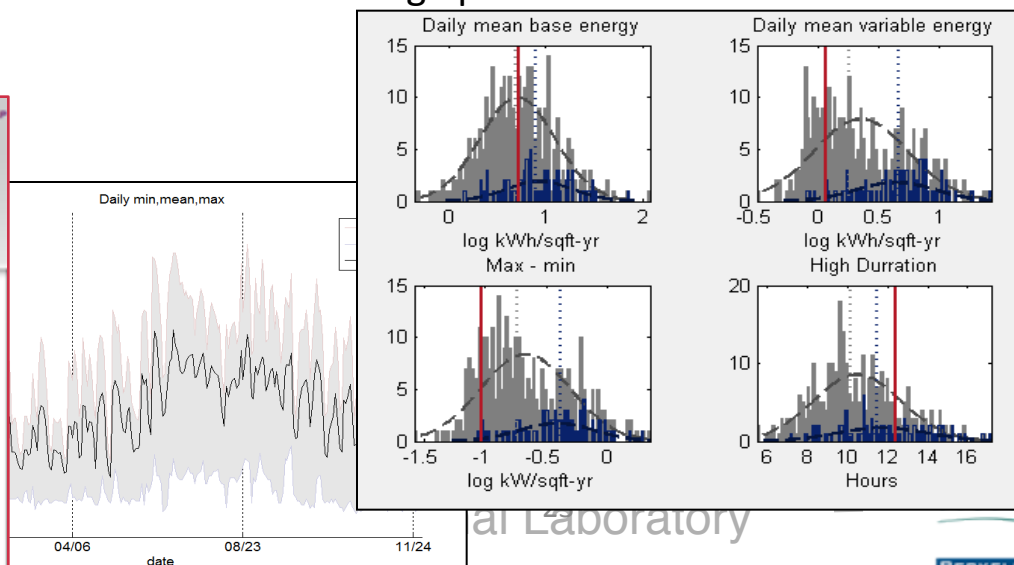 Daily mean base energy
15
10
5
0
0 1 2
log kWh/sqft-yr
Daily mean variable energy
15
10
5
0
-0.5 0 0.5 1
log kWh/sqft-yr
Max - min
15
10
5
0
-1.5 -1 -0.5 0
log kW/sqft-yr
High Durration
20
10
0
6 8 10 12 14 16
Hours
Daily min,mean,max
04/06 08/23 11/24
date
al Laboratory